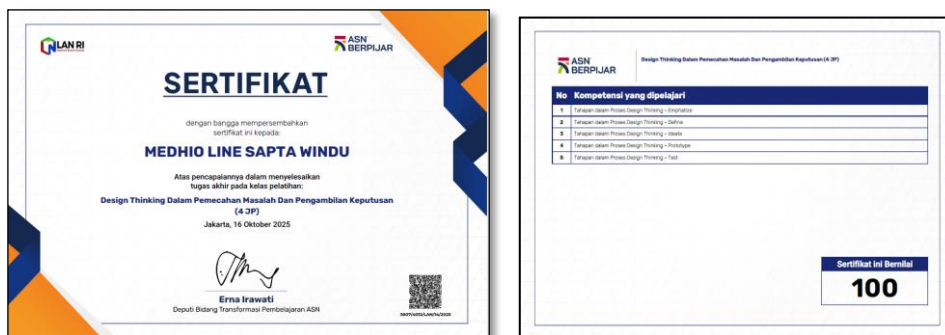 LAN RI
ASN
BERPIJAR
SERTIFIKAT
dengan bangga mempersembahkan
sertifikat ini kepada:
MEDHIO LINE SAPTA WINDU
Atas pencapaiannya dalam menyelesaikan
tugas akhir pada kelas pelatihan:
Design Thinking Dalam Pemecahan Masalah Dan Pengambilan Keputusan
(4 JP)
Jakarta, 16 Oktober 2025
Erna Irawati
Deputi Bidang Transformasi Pembelajaran ASN
ASN
BERPIJAR
Design Thinking Dalam Pemecahan Masalah Dan Pengambilan Keputusan (4 JP)
No Kompetensi yang dipelajari
1 Tahapan dalam Proses Design Thinking - Emphatize
2 Tahapan dalam Proses Design Thinking - Define
3 Tahapan dalam Proses Design Thinking - Ideate
4 Tahapan dalam Proses Design Thinking - Prototype
5 Tahapan dalam Proses Design Thinking - Test
Sertifikat Ini Bernilai
100